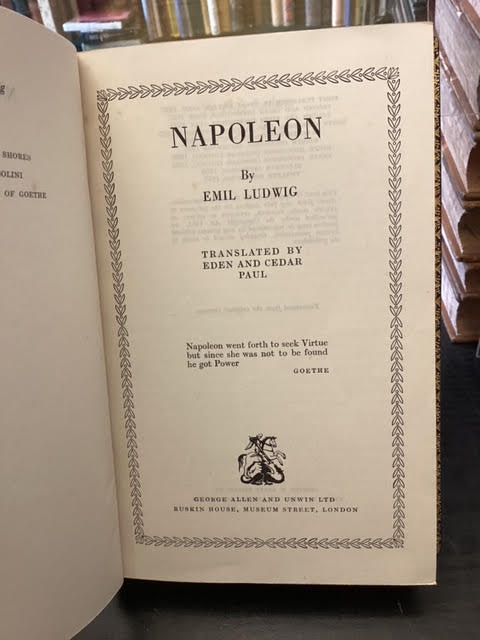 SHORES
OLINI
OF GOETHE
NAPOLEON
By
EMIL LUDWIG
TRANSLATED BY
EDEN AND CEDAR
PAUL
Napoleon went forth to seek Virtue
but since she was not to be found
he got Power
GOETHE
GEORGE ALLEN AND UNWIN LTD
RUSKIN HOUSE, MUSEUM STREET, LONDON